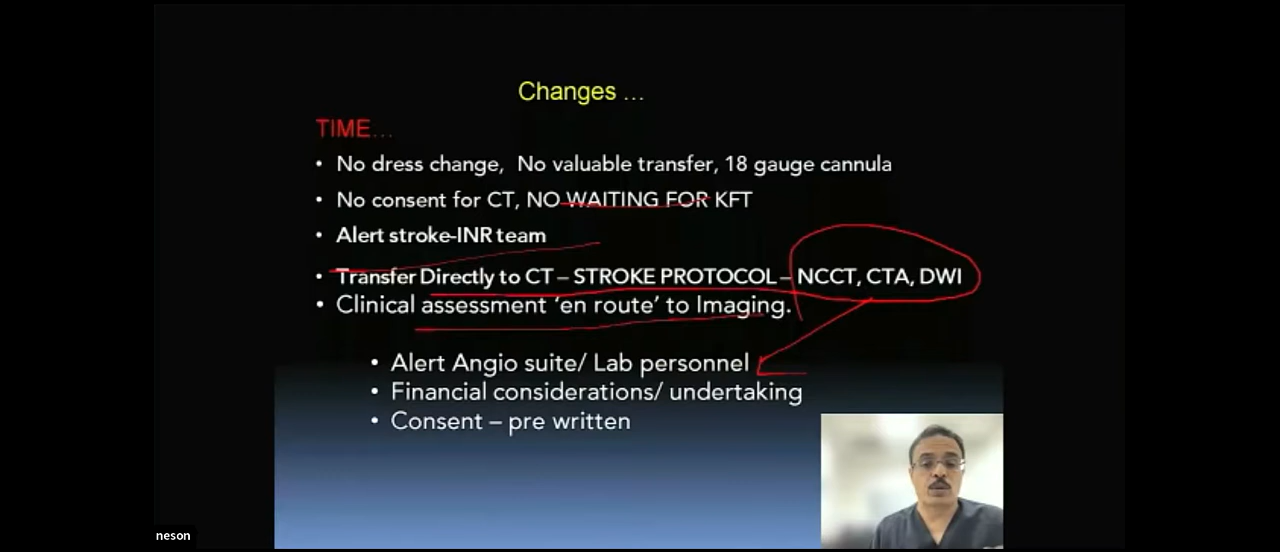 Changes ...
TIME...
• No dress change,  No valuable transfer, 18 gauge cannula
• No consent for CT, NO WAITING FOR KFT
• Alert stroke-INR team
• Transfer Directly to CT – STROKE PROTOCOL – NCCT, CTA, DWI
• Clinical assessment ‘en route’ to Imaging.
• Alert Angio suite/ Lab personnel
• Financial considerations/ undertaking
• Consent – pre written
neson